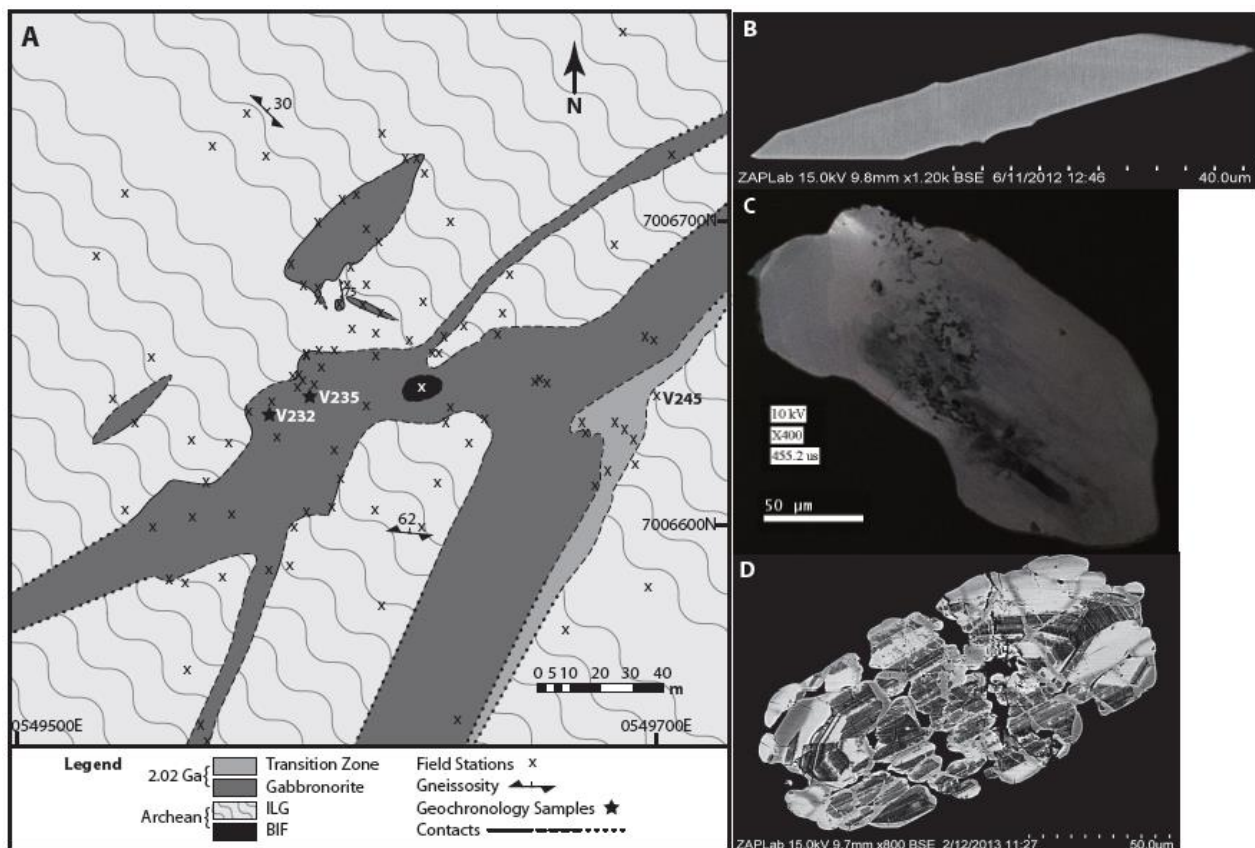 A
N
30
7006700N
75
V235
V232
V245
62
7006600N
0 5 10 20 30 40
m
0549500E
0549700E
Legend
2.02 Ga{
Transition Zone
Gabbronorite
Archean{
ILG
BIF
Field Stations x
Gneissosity
Geochronology Samples
Contacts
B
ZAPLab 15.0kV 9.8mm x1.20k BSE 6/11/2012 12:46 40.0um
C
10 kV
X400
455.2 us
50 µm
D
ZAPLab 15.0kV 9.7mm x800 BSE 2/12/2013 11:27 50.0um